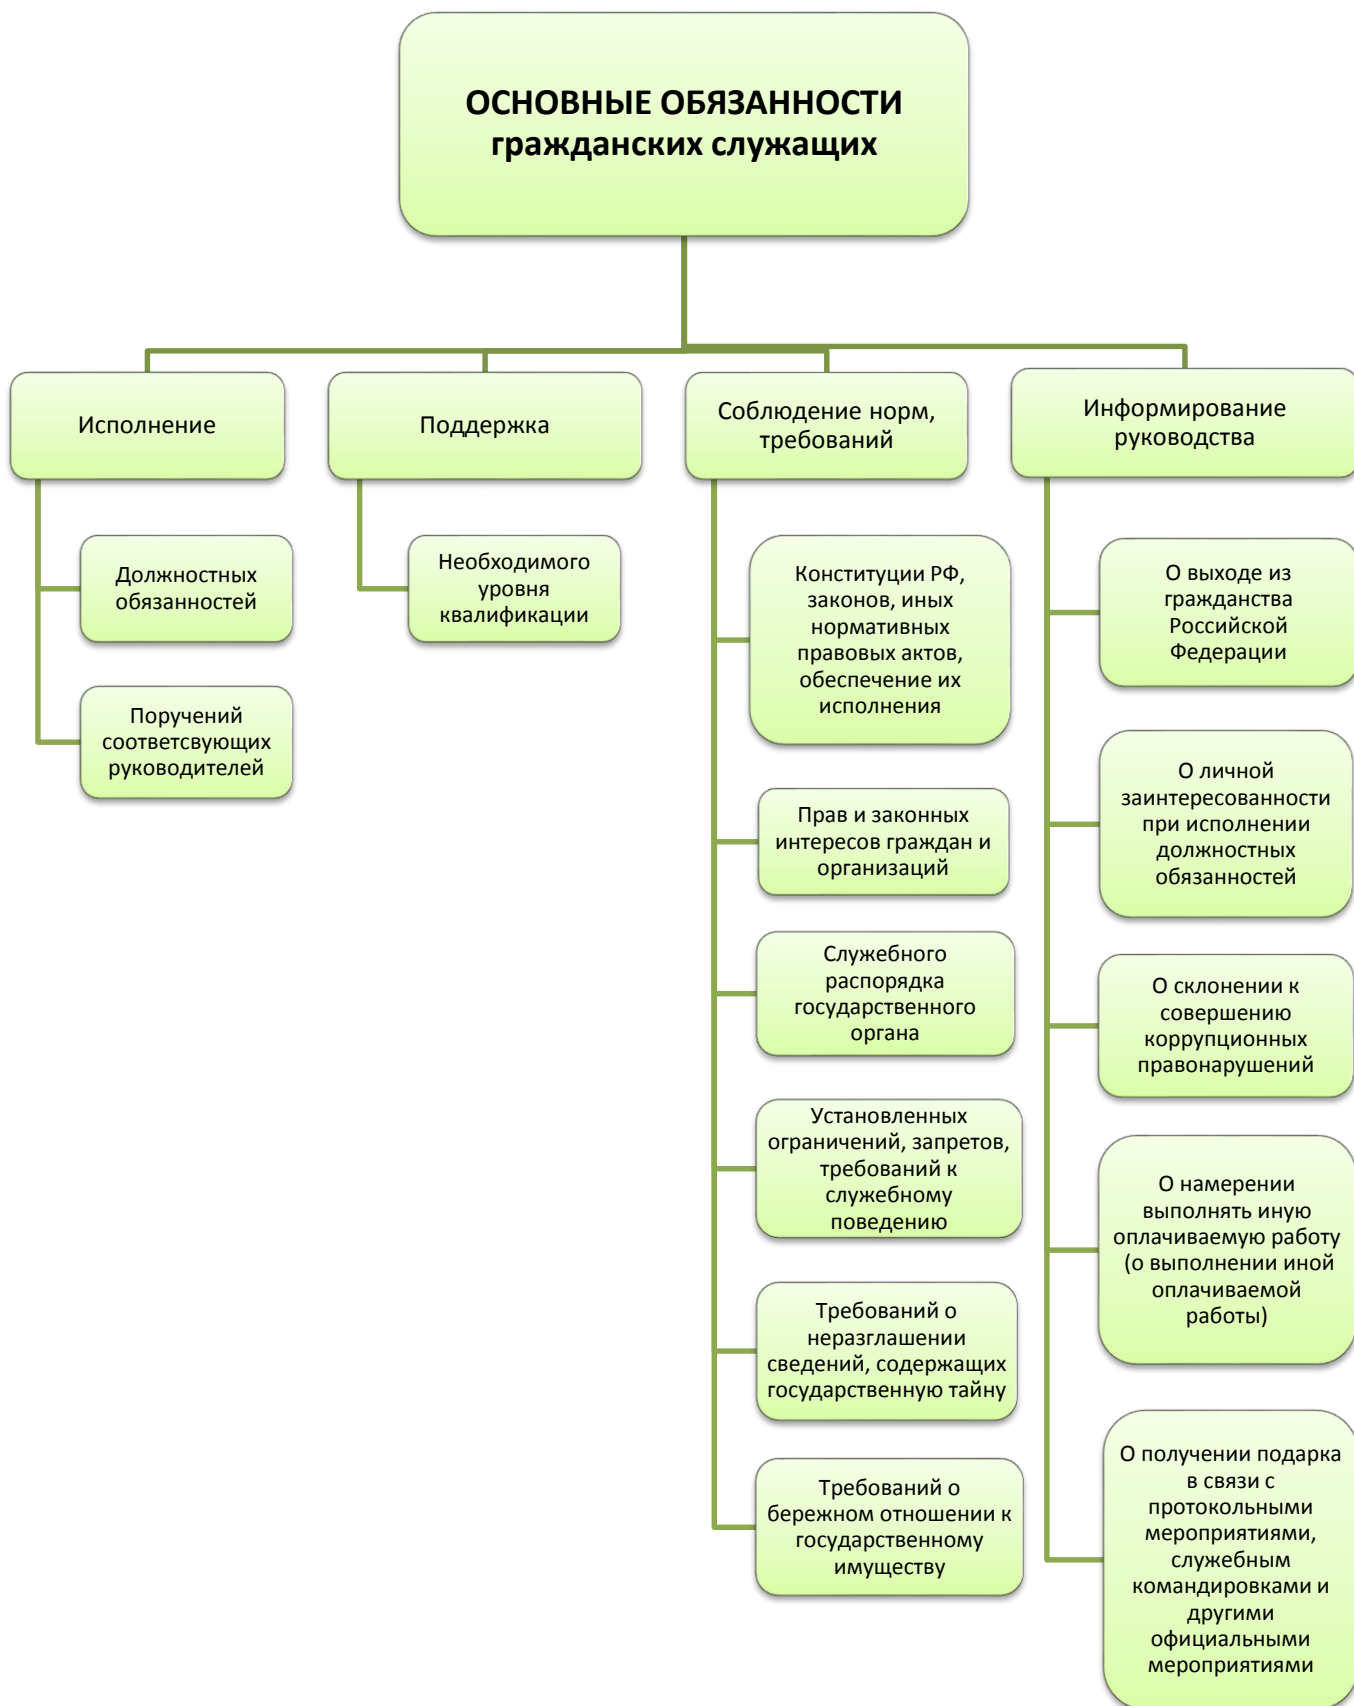 ОСНОВНЫЕ ОБЯЗАННОСТИ
гражданских служащих
Исполнение
Должностных
обязанностей
Поручений
соответсвующих
руководителей
Поддержка
Необходимого
уровня
квалификации
Соблюдение норм,
требований
Конституции РФ,
законов, иных
нормативных
правовых актов,
обеспечение их
исполнения
Прав и законных
интересов граждан и
организаций
Служебного
распорядка
государственного
органа
Установленных
ограничений, запретов,
требований к
служебному
поведению
Требований о
неразглашении
сведений, содержащих
государственную тайну
Требований о
бережном отношении к
государственному
имуществу
Информирование
руководства
О выходе из
гражданства
Российской
Федерации
О личной
заинтересованности
при исполнении
должностных
обязанностей
О склонении к
совершению
коррупционных
правонарушений
О намерении
выполнять иную
оплачиваемую работу
(о выполнении иной
оплачиваемой
работы)
О получении подарка
в связи с
протокольными
мероприятиями,
служебным
командировками и
другими
официальными
мероприятиями